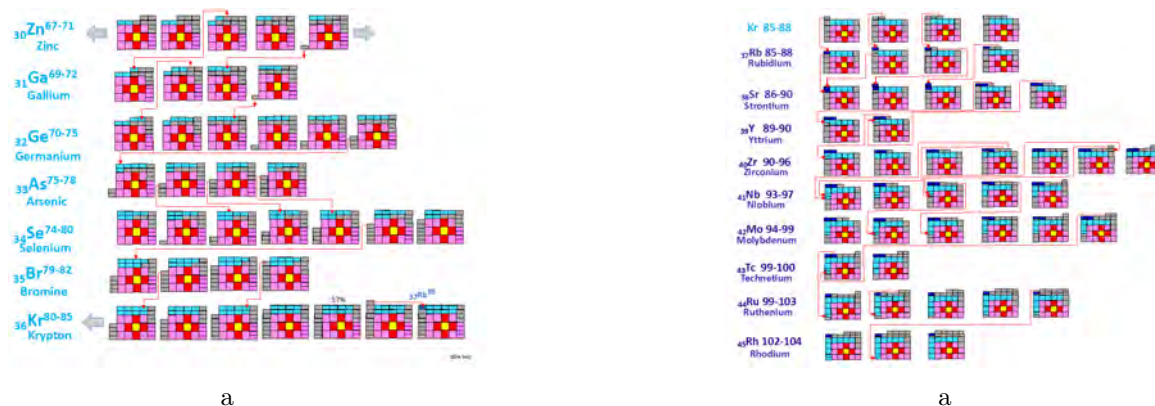 30Zn67-71
Zinc
31Ga69-72
Gallium
32Ge70-75
Germanium
33As75-78
Arsenic
34Se74-80
Selenium
35Br79-82
Bromine
57%
37Rb85
36Kr80-85
Krypton
a
Kr 85-88
37Rb 85-88
Rubidium
38Sr 86-90
Strontium
39Y 89-90
Yttrium
40Zr 90-96
Zirconium
41Nb 93-97
Niobium
42Mo 94-99
Molybdenum
43Tc 99-100
Technetium
44Ru 99-103
Ruthenium
45Rh 102-104
Rhodium
a